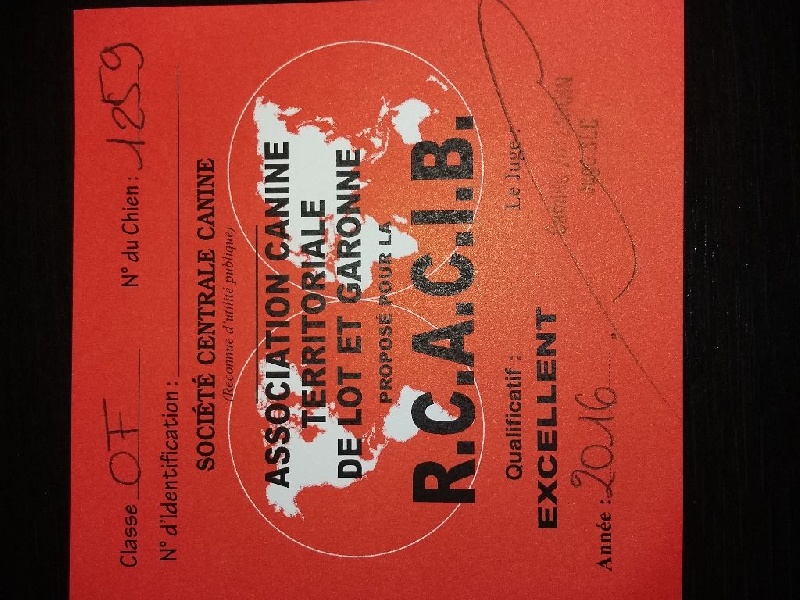 Classe OF N° du Chien : 1259
N° d'Identification :
SOCIÉTÉ CENTRALE CANINE
(Reconnue d'utilité publique)
ASSOCIATION CANINE
TERRITORIALE
DE LOT ET GARONNE
PROPOSÉ POUR LA
R.C.A.C.I.B.
Qualificatif : Le Juge :
EXCELLENT
Année : 2016